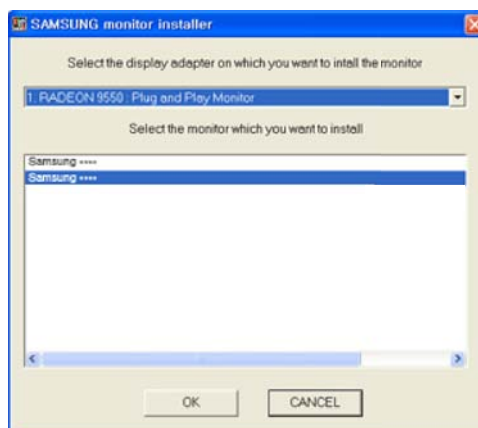 SAMSUNG monitor installer
Select the display adapter on which you want to intall the monitor
1: RADEON 9550 : Plug and Play Monitor
Select the monitor which you want to install
Samsung ****
Samsung ****
OK
CANCEL